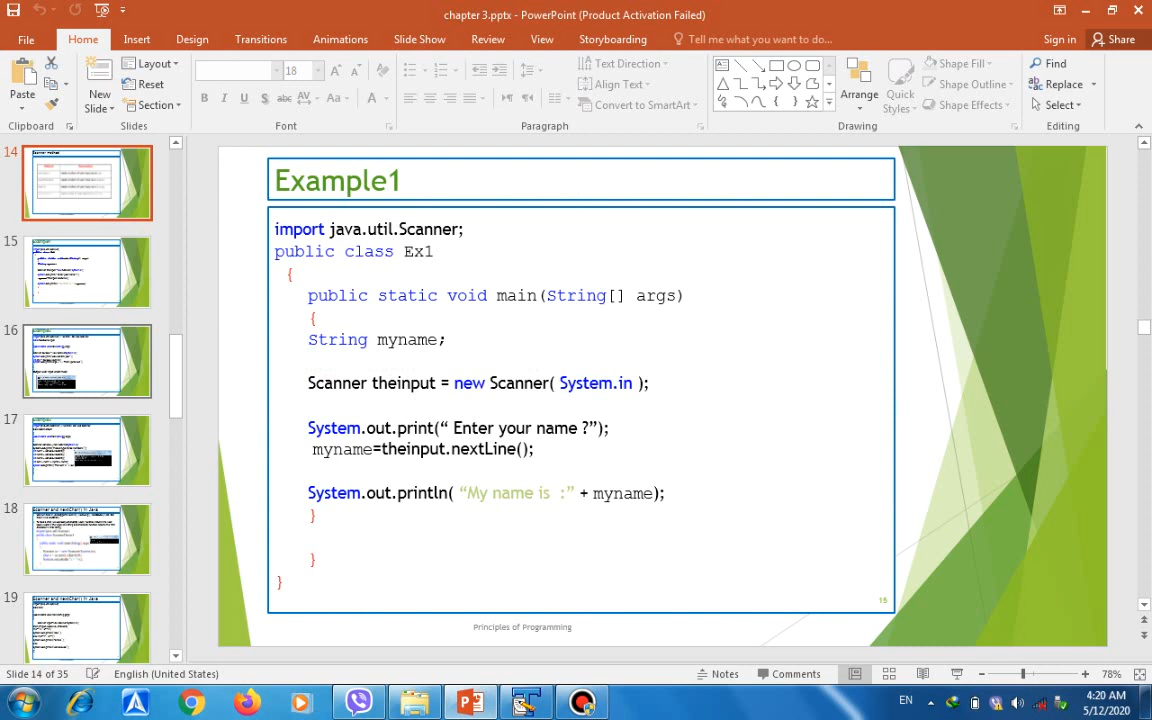 chapter 3.pptx - PowerPoint (Product Activation Failed)
File Home Insert Design Transitions Animations Slide Show Review View Storyboarding Tell me what you want to do... Sign in Share
Paste
New Slide
Layout
Reset
Section
18
Text Direction
Align Text
Convert to SmartArt
Arrange
Quick Styles
Shape Fill
Shape Outline
Shape Effects
Find
Replace
Select
Clipboard Slides Font Paragraph Drawing Editing
14
15
16
17
18
19
Example1
import java.util.Scanner;
public class Ex1
{
public static void main(String[] args)
{
String myname;
Scanner theinput = new Scanner( System.in );
System.out.print(“ Enter your name ?”);
myname=theinput.nextLine();
System.out.println( “My name is  :” + myname);
}
}
}
15
Principles of Programming
Slide 14 of 35 English (United States) Notes Comments 78%
EN 4:20 AM
5/12/2020